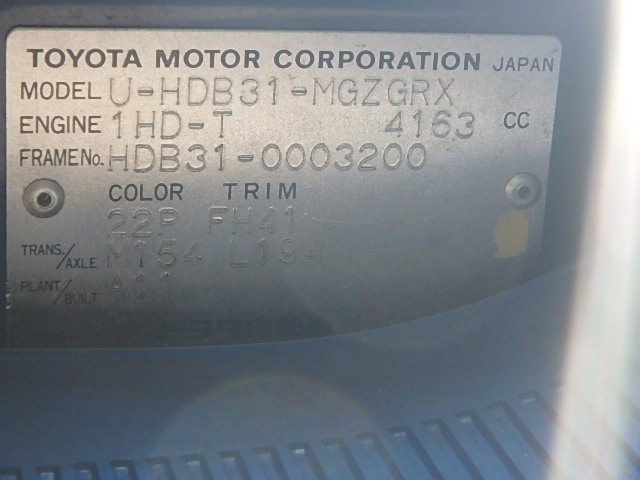 TOYOTA MOTOR CORPORATION JAPAN
MODEL U-HDB31-MGZGRX
ENGINE 1HD-T 4163 CC
FRAME No. HDB31-0003200
COLOR TRIM
22P FH41
TRANS./AXLE M154 L194
PLANT/BUILT A11